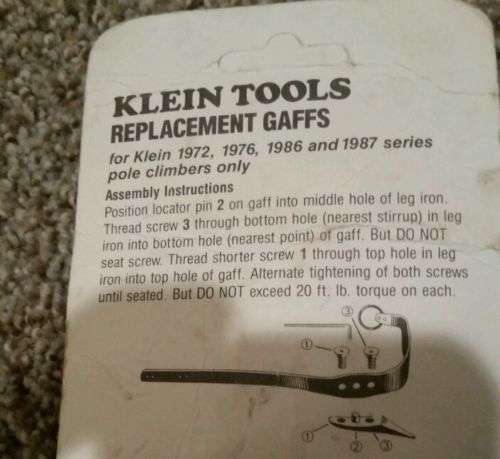 KLEIN TOOLS
REPLACEMENT GAFFS
for Klein 1972, 1976, 1986 and 1987 series
pole climbers only
Assembly Instructions
Position locator pin 2 on gaff into middle hole of leg iron.
Thread screw 3 through bottom hole (nearest stirrup) in leg
iron into bottom hole (nearest point) of gaff. But DO NOT
seat screw. Thread shorter screw 1 through top hole in leg
iron into top hole of gaff. Alternate tightening of both screws
until seated. But DO NOT exceed 20 ft. lb. torque on each.
3
1
1
2
3